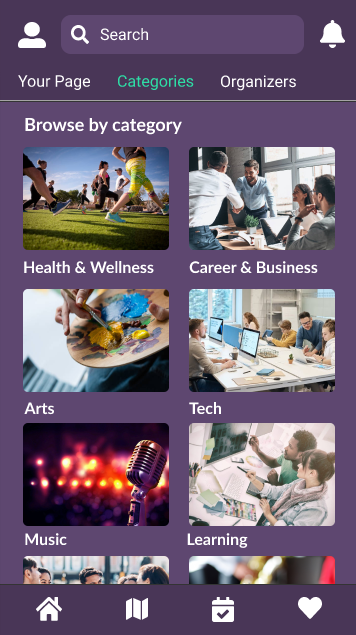 Search
Your Page Categories Organizers
Browse by category
Health & Wellness Career & Business
Arts Tech
Music Learning